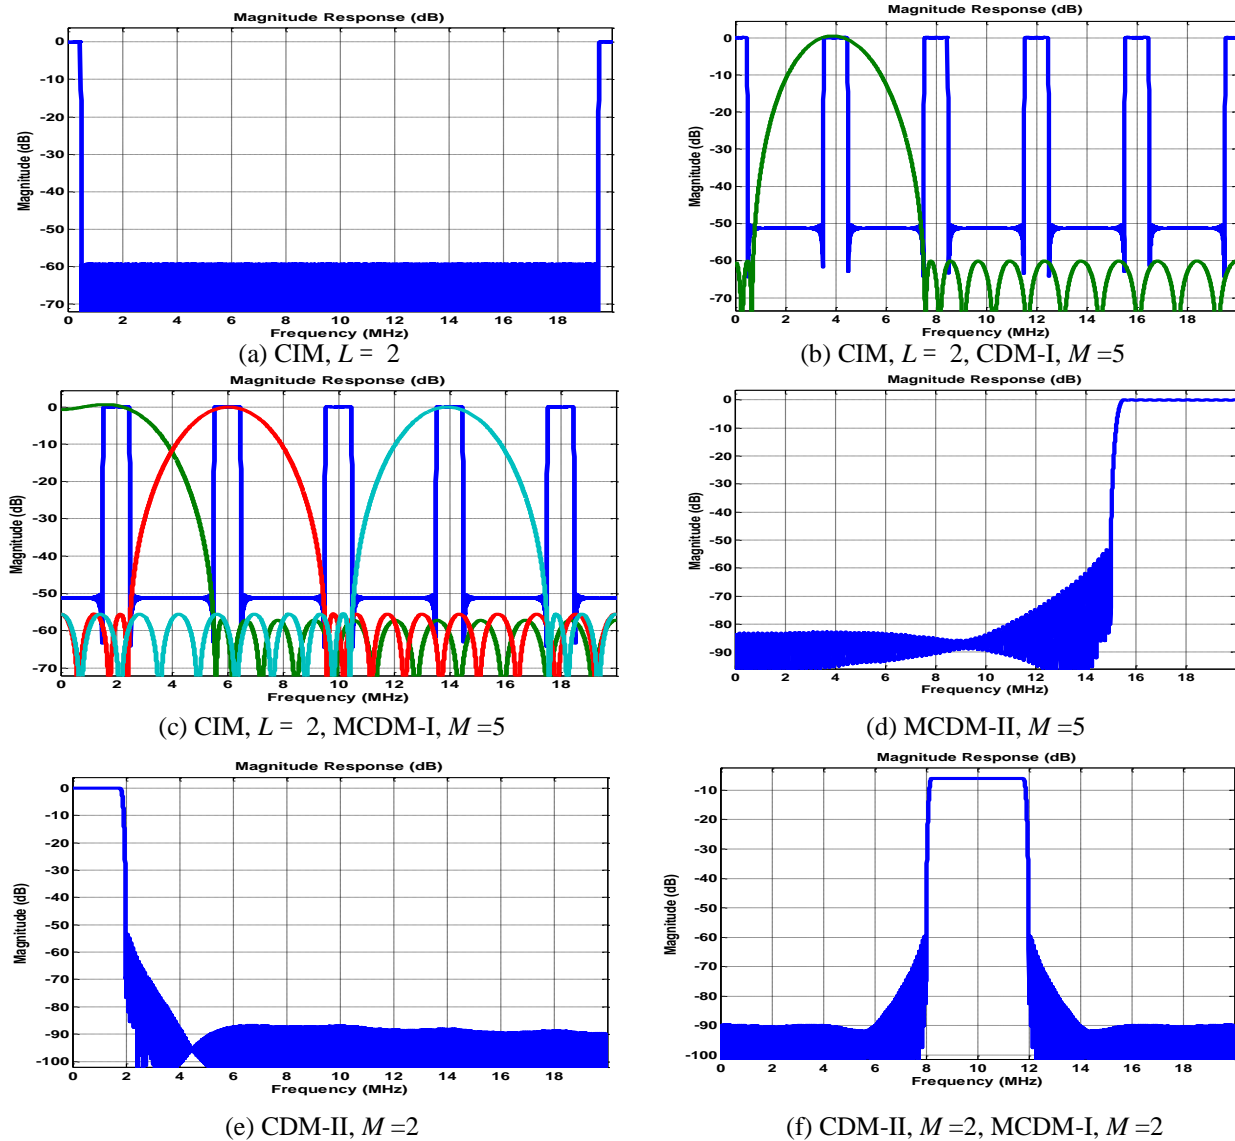 Magnitude Response (dB)
0
-10
-20
-30
-40
-50
-60
-70
Magnitude (dB)
0 2 4 6 8 10 12 14 16 18
Frequency (MHz)
(a) CIM, L = 2
Magnitude Response (dB)
0
-10
-20
-30
-40
-50
-60
-70
Magnitude (dB)
0 2 4 6 8 10 12 14 16 18
Frequency (MHz)
(b) CIM, L = 2, CDM-I, M =5
Magnitude Response (dB)
0
-10
-20
-30
-40
-50
-60
-70
Magnitude (dB)
0 2 4 6 8 10 12 14 16 18
Frequency (MHz)
(c) CIM, L = 2, MCDM-I, M =5
Magnitude Response (dB)
0
-10
-20
-30
-40
-50
-60
-70
-80
-90
Magnitude (dB)
0 2 4 6 8 10 12 14 16 18
Frequency (MHz)
(d) MCDM-II, M =5
Magnitude Response (dB)
0
-10
-20
-30
-40
-50
-60
-70
-80
-90
-100
Magnitude (dB)
0 2 4 6 8 10 12 14 16 18
Frequency (MHz)
(e) CDM-II, M =2
Magnitude Response (dB)
-10
-20
-30
-40
-50
-60
-70
-80
-90
-100
Magnitude (dB)
0 2 4 6 8 10 12 14 16 18
Frequency (MHz)
(f) CDM-II, M =2, MCDM-I, M =2